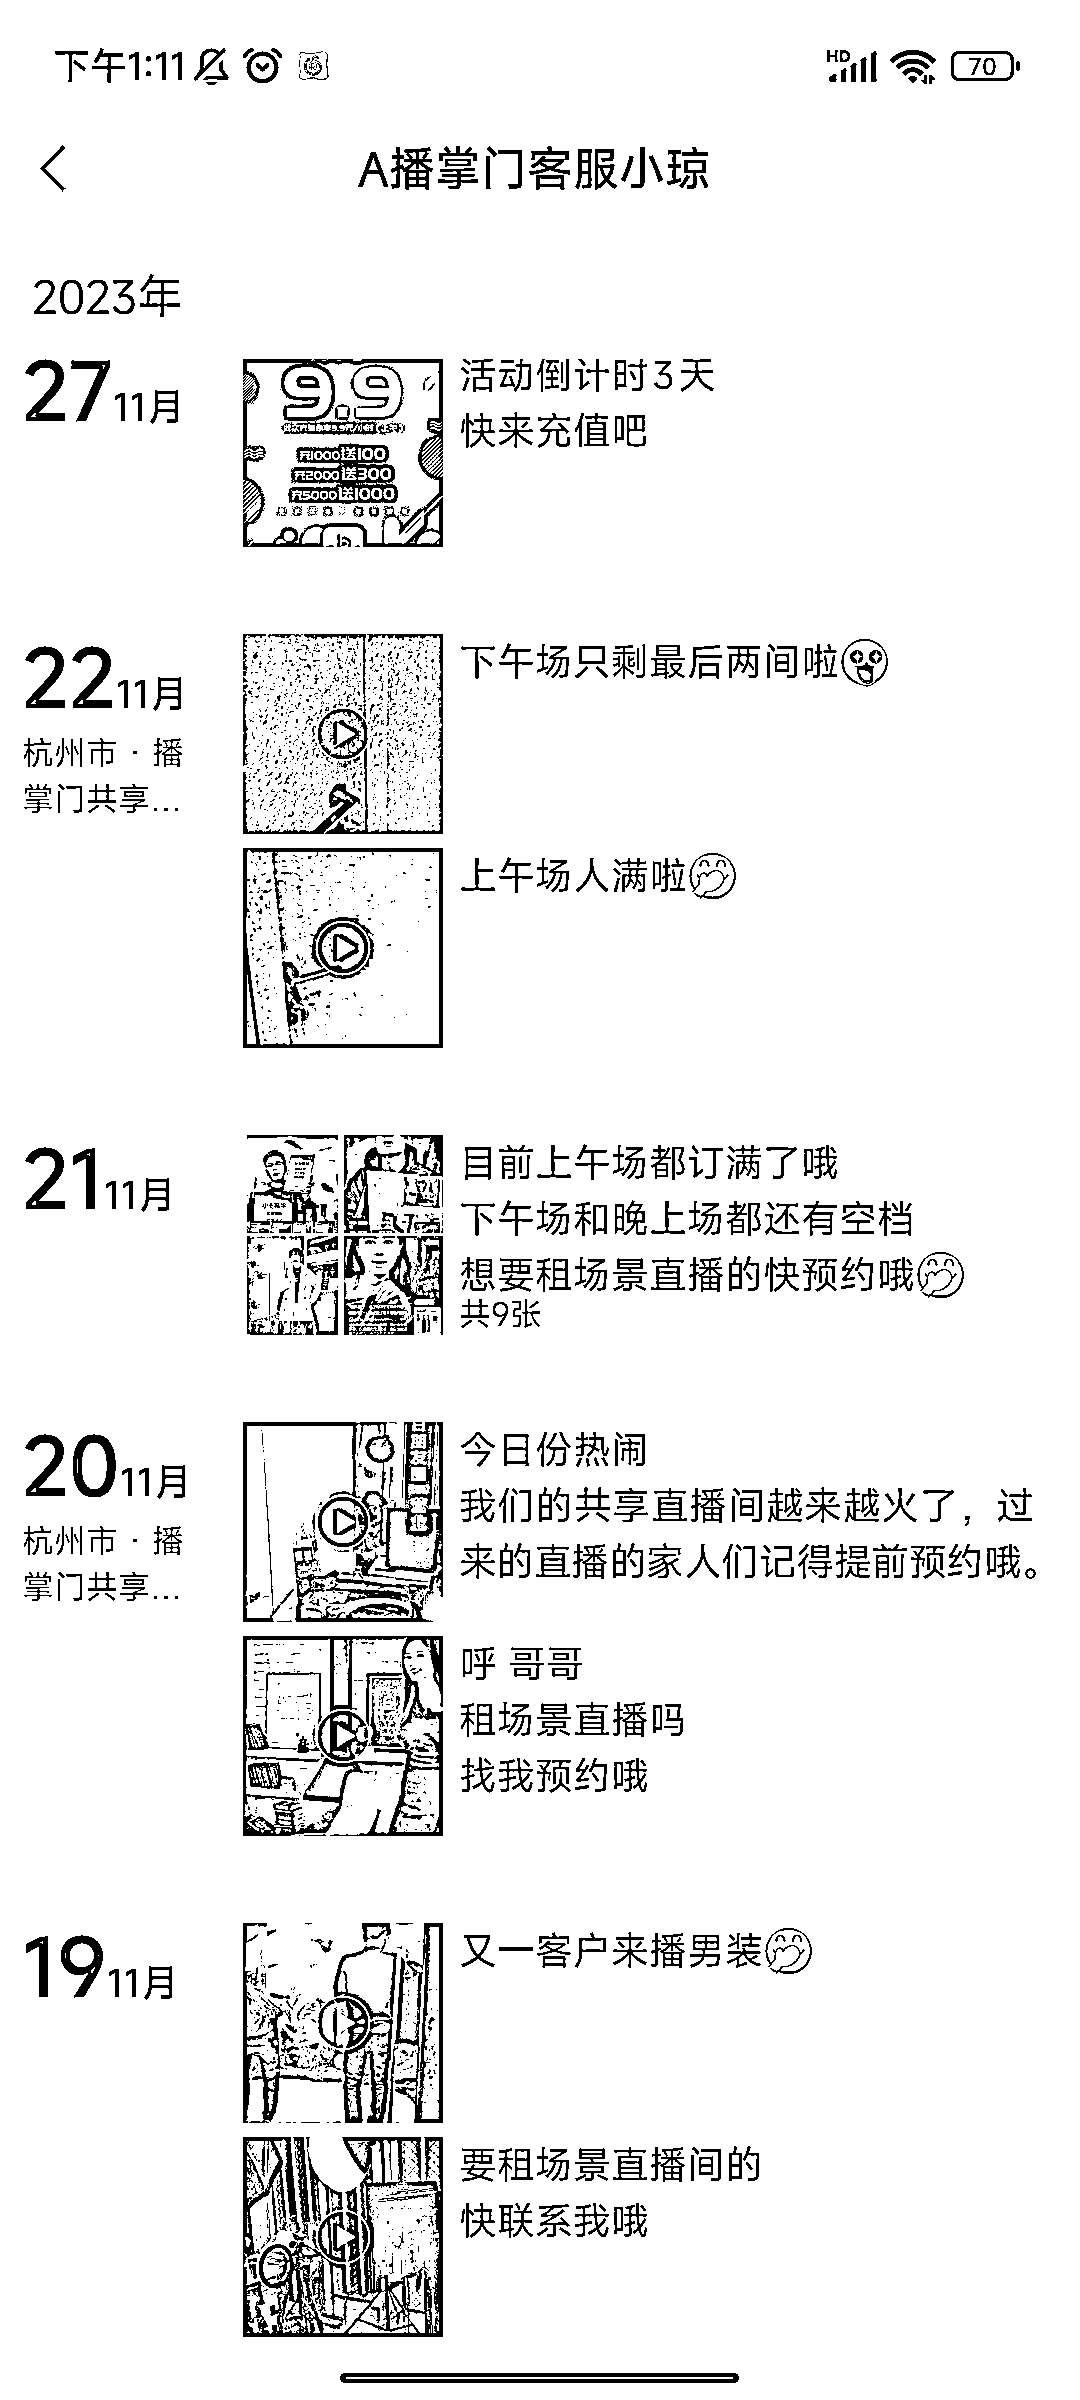 下午1:11
HD
70
A播掌门客服小琼
2023年
27 11月
9.9
充1000送100
充2000送300
充5000送1000
活动倒计时3天
快来充值吧
22 11月
杭州市 · 播
掌门共享...
下午场只剩最后两间啦
上午场人满啦
21 11月
目前上午场都订满了哦
下午场和晚上场都还有空档
想要租场景直播的快预约哦
共9张
20 11月
杭州市 · 播
掌门共享...
今日份热闹
我们的共享直播间越来越火了，过
来的直播的家人们记得提前预约哦。
呼 哥哥
租场景直播吗
找我预约哦
19 11月
又一客户来播男装
要租场景直播间的
快联系我哦